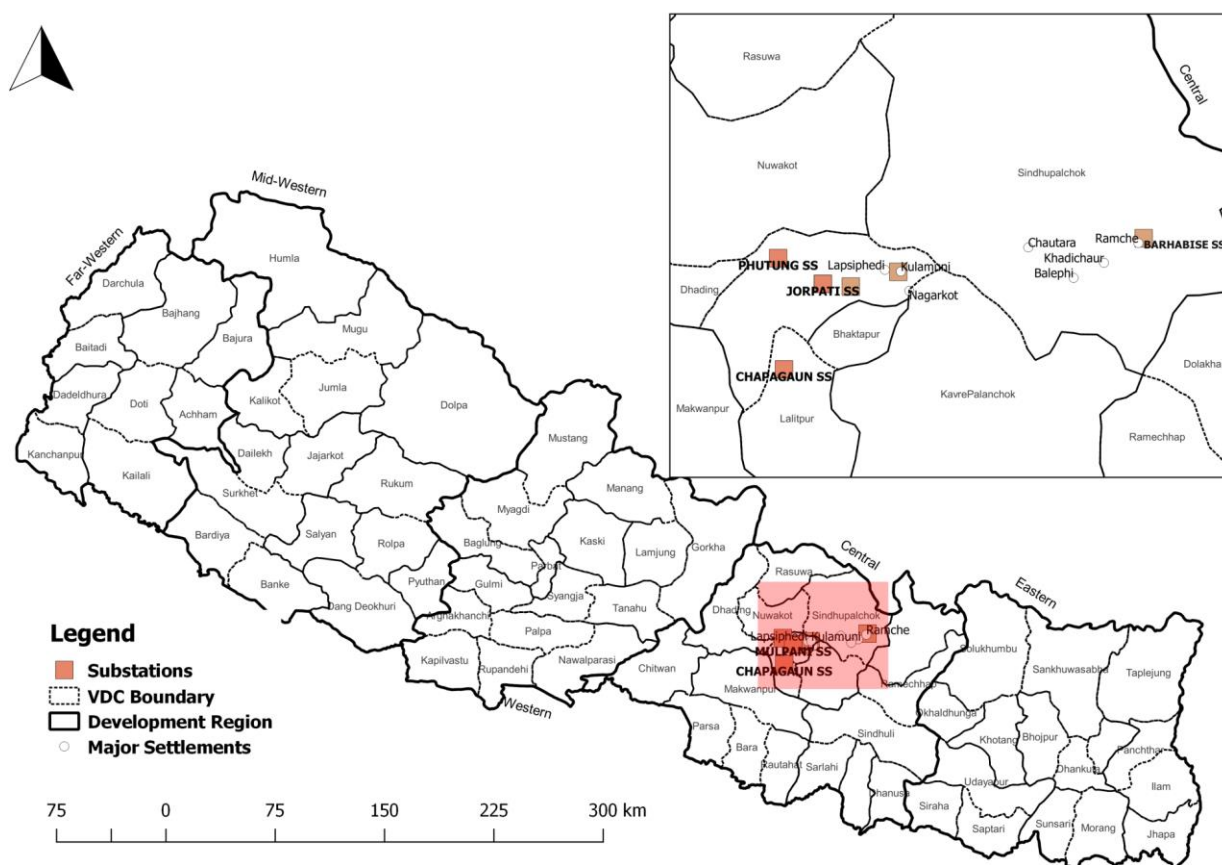 Rasuwa
Central
Nuwakot
Sindhupalchok
Chautara
Ramche
BARHABISE SS
Khadichaur
Balephi
PHUTUNG SS
Lapsiphedi
Kulamoni
Dhading
JORPATI SS
Nagarkot
Bhaktapur
CHAPAGAUN SS
Dolakha
Makwanpur
Lalitpur
KavrePalanchok
Ramechhap
Mid-Western
Far-Western
Humla
Darchula
Bajhang
Bajura
Mugu
Baitadi
Jumla
Dadeldhura
Doti
Achham
Kalikot
Dolpa
Mustang
Kanchanpur
Kailali
Dailekh
Jajarkot
Rukum
Manang
Surkhet
Myagdi
Bardiya
Salyan
Rolpa
Baglung
Kaski
Lamjung
Gorkha
Central
Banke
Pyuthan
Gulmi
Parbat
Syangja
Tanahu
Rasuwa
Eastern
Dang Deokhuri
Arghakhanchi
Palpa
Dhading
Nuwakot
Sindhupalchok
Lapsiphedi
Kulamuni
Ramche
MULPANI SS
CHAPAGAUN SS
Kapilvastu
Rupandehi
Nawalparasi
Chitwan
Makwanpur
Ramechhap
Solukhumbu
Sankhuwasabha
Taplejung
Western
Okhaldhunga
Parsa
Bara
Rautahat
Sarlahi
Sindhuli
Khotang
Bhojpur
Panchthar
Dhankuta
Ilam
Udayapur
Dhanusa
Siraha
Saptari
Sunsari
Morang
Jhapa
Legend
Substations
VDC Boundary
Development Region
Major Settlements
75 0 75 150 225 300 km